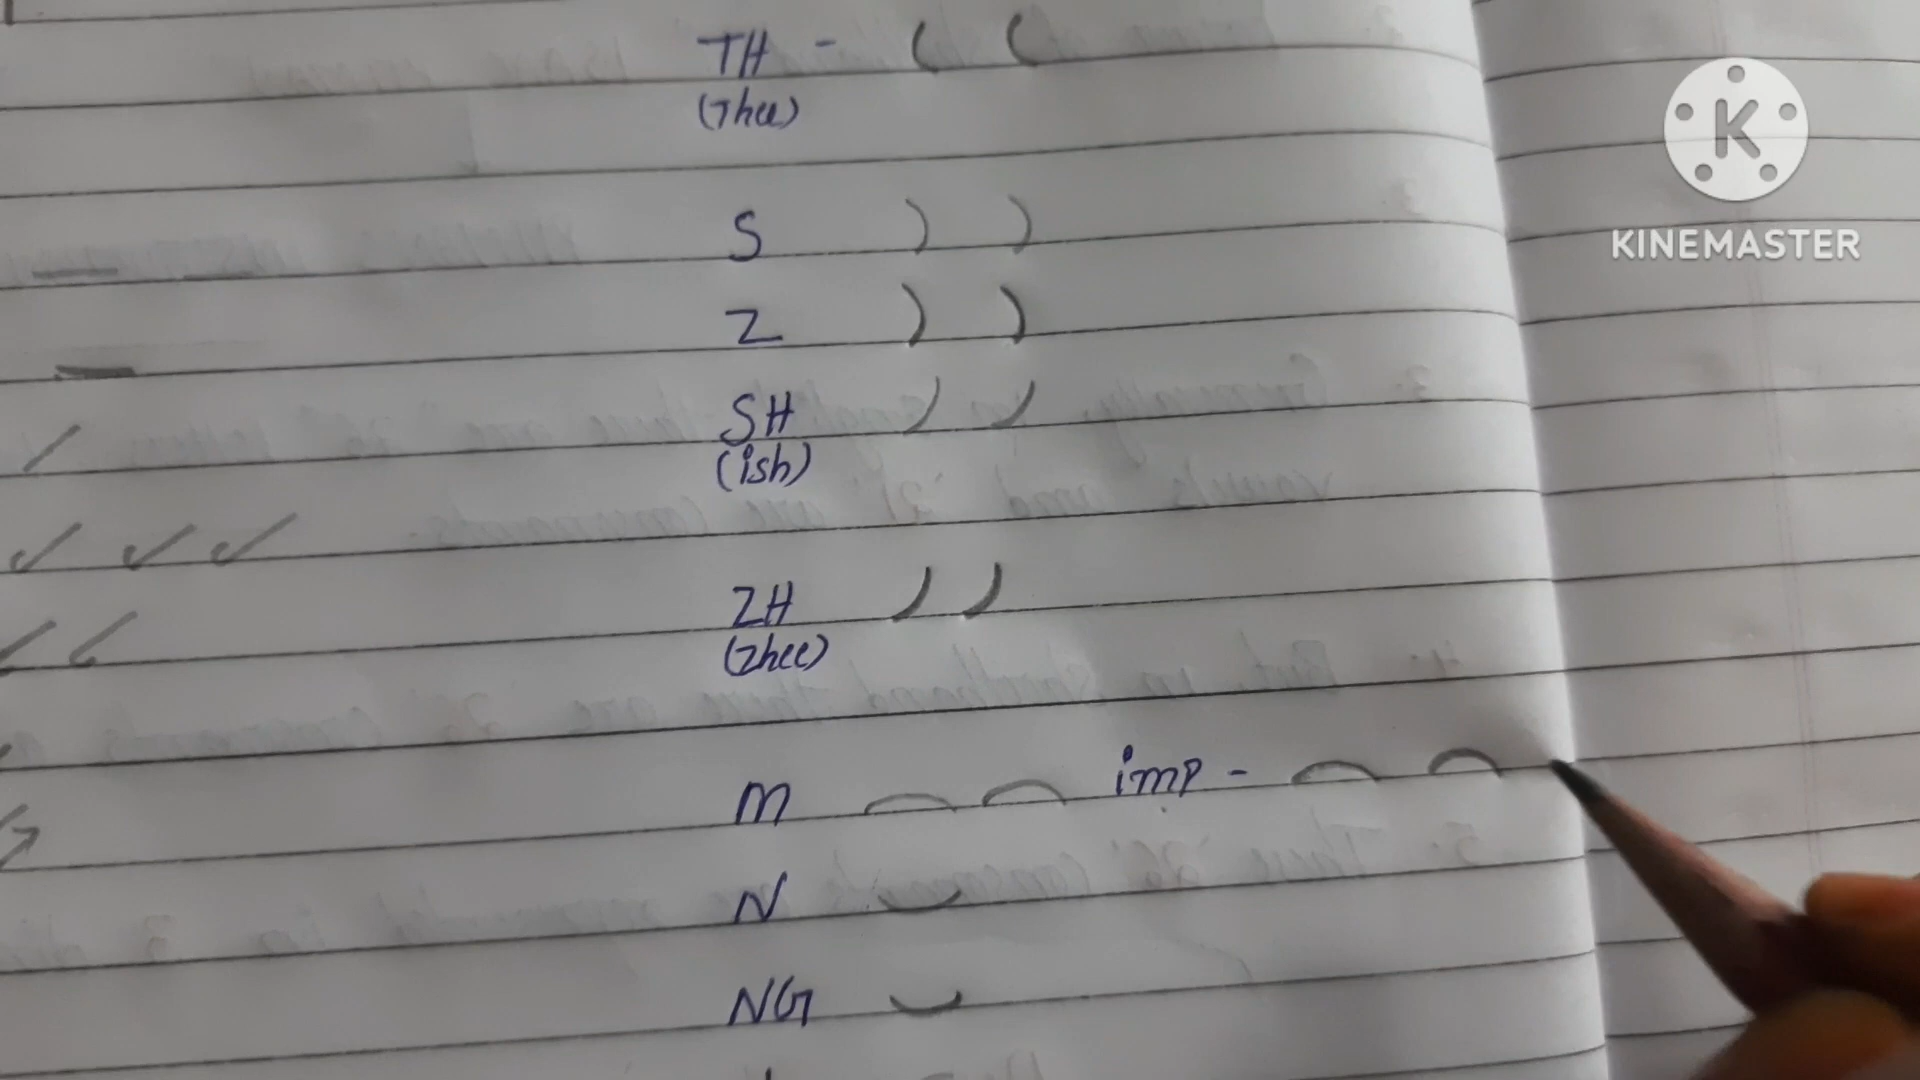 TH -
(Thee)
S
Z
SH
(ish)
ZH
(Zhee)
M imp -
N
NG
K
KINEMASTER